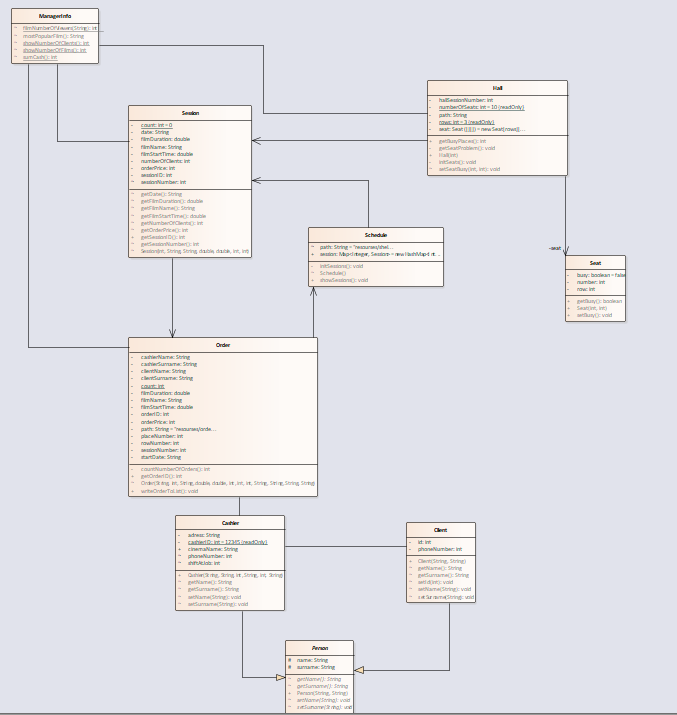 ManagerInfo
~ filmNumberOfViewers(String): int
~ mostPopularFilm(): String
~ showNumberOfClients(): int
~ showNumberOfFilms(): int
~ sumCash(): int
Session
- count: int = 0
~ date: String
- filmDuration: double
- filmName: String
- filmStartTime: double
- numberOfClients: int
- orderPrice: int
- sessionID: int
~ sessionNumber: int
~ getDate(): String
~ getFilmDuration(): double
~ getFilmName(): String
~ getFilmStartTime(): double
~ getNumberOfClients(): int
~ getOrderPrice(): int
~ getSessionID(): int
~ getSessionNumber(): int
~ Session(int, String, String, double, double, int, int)
Hall
- hallSessionNumber: int
- numberOfSeats: int = 10 {readOnly}
- path: String
- rows: int = 3 {readOnly}
- seat: Seat ([][]) = new Seat[rows][...
~ getBusyPlaces(): int
~ getSeatProblem(): void
+ Hall(int)
- initSeats(): void
~ setSeatBusy(int, int): void
Schedule
~ path: String = "resourses/shel...
+ session: Map<Integer, Session> = new HashMap<Int...
- initSessions(): void
~ Schedule()
+ showSessions(): void
-seat
Seat
- busy: boolean = false
- number: int
- row: int
+ getBusy(): boolean
+ Seat(int, int)
+ setBusy(): void
Order
- cashierName: String
- cashierSurname: String
- clientName: String
- clientSurname: String
- count: int
- filmDuration: double
- filmName: String
- filmStartTime: double
- orderID: int
- orderPrice: int
- path: String = "resourses/orde...
- placeNumber: int
- rowNumber: int
- sessionNumber: int
- startDate: String
- countNumberOfOrders(): int
+ getOrderID(): int
~ Order(String, int, String, double, double, int, int, int, String, String, String, String)
~ writeOrderToList(): void
Cashier
- adress: String
- cashierID: int = 12345 {readOnly}
+ cinemaName: String
~ phoneNumber: int
~ shiftAtJob: int
+ Cashier(String, String, int, String, int, String)
~ getName(): String
~ getSurname(): String
~ setName(String): void
~ setSurname(String): void
Client
- id: int
- phoneNumber: int
+ Client(String, String)
~ getName(): String
~ getSurname(): String
~ setId(int): void
~ setName(String): void
~ setSurname(String): void
Person
# name: String
# surname: String
~ getName(): String
~ getSurname(): String
~ Person(String, String)
~ setName(String): void
~ setSurname(String): void